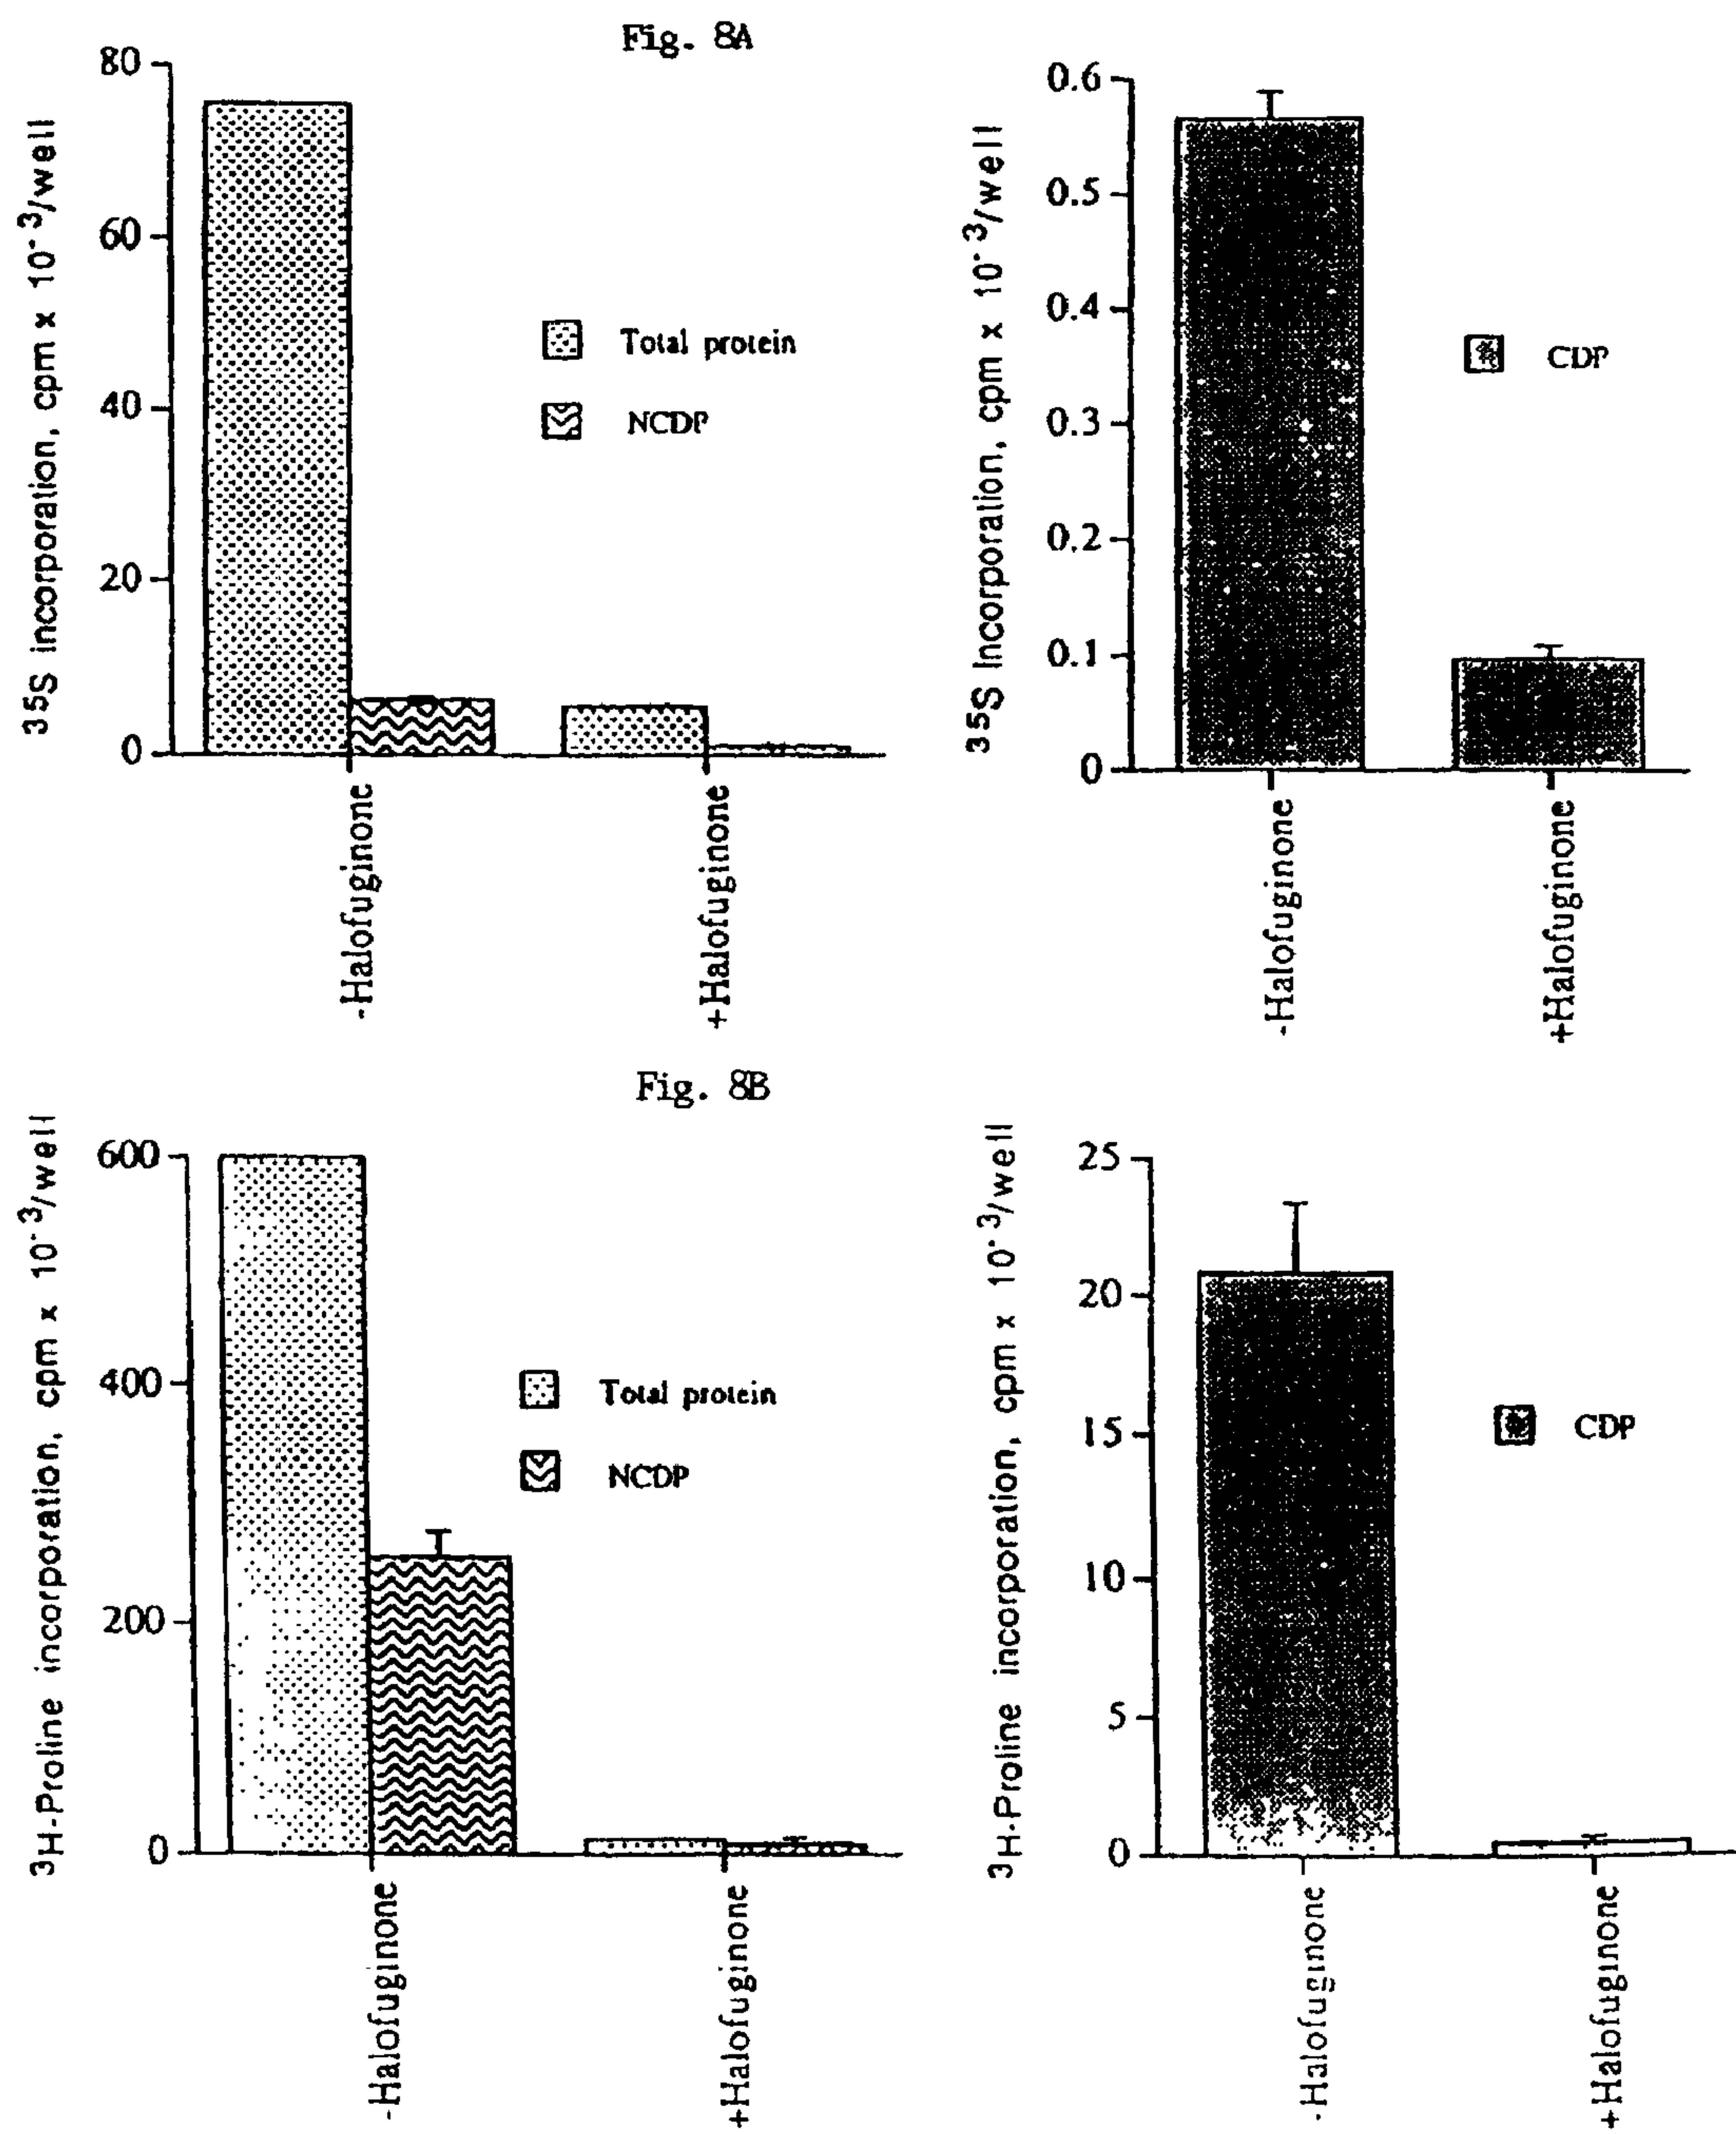 Fig. 8A
35S incorporation, cpm x 10-3/well
80
60
40
20
0
Total protein
NCDP
-Halofuginone
+Halofuginone
35S Incorporation, cpm x 10-3/well
0.6
0.5
0.4
0.3
0.2
0.1
0
CDP
-Halofuginone
+Halofuginone
Fig. 8B
3H-Proline incorporation, cpm x 10-3/well
600
400
200
0
Total protein
NCDP
-Halofuginone
+Halofuginone
3H-Proline incorporation, cpm x 10-3/well
25
20
15
10
5
0
CDP
-Halofuginone
+Halofuginone